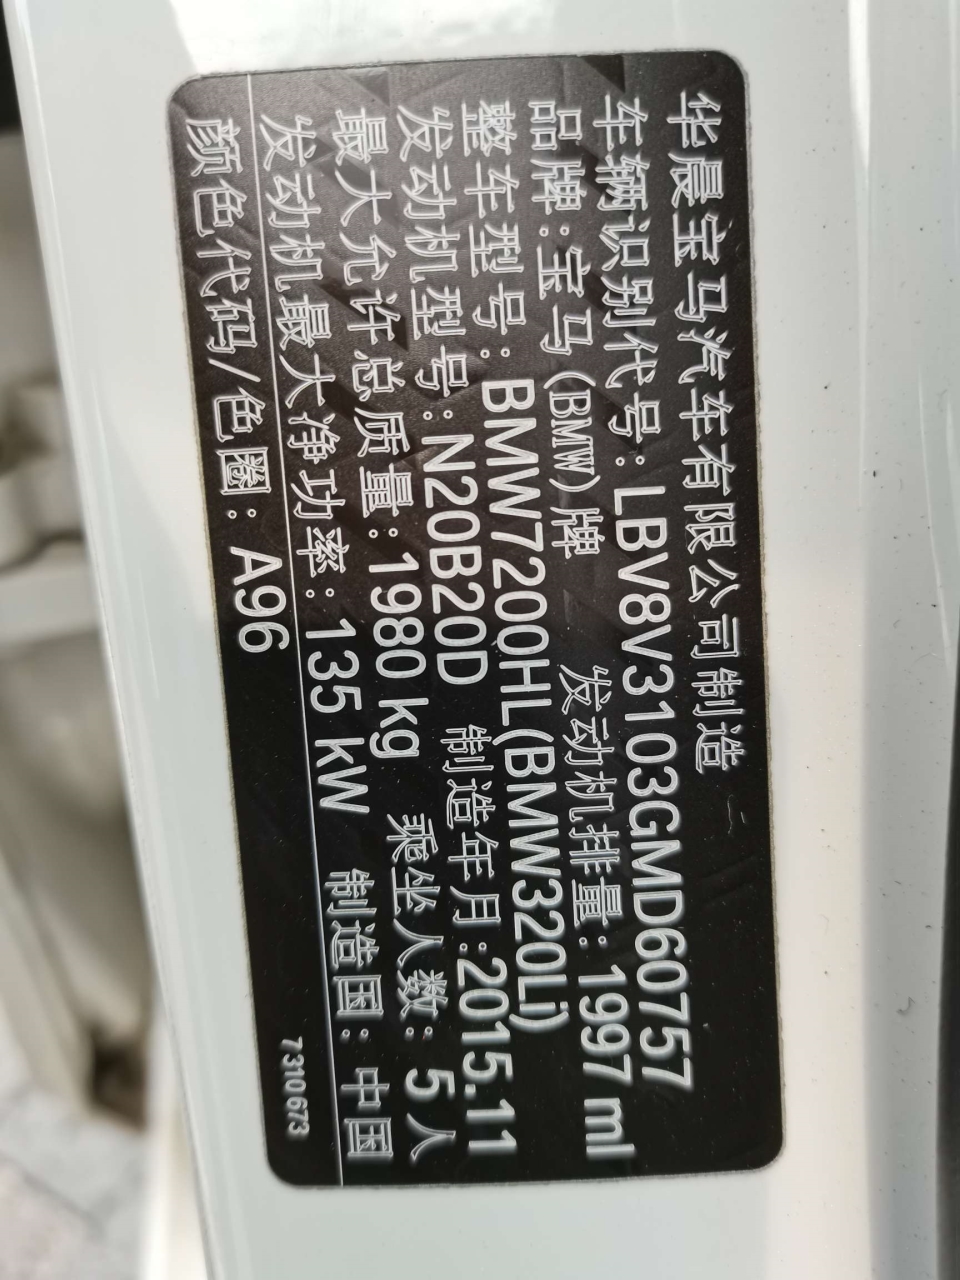 华晨宝马汽车有限公司制造
车辆识别代号:LBV8V3103GMD60757
品牌:宝马(BMW)牌 发动机排量:1997 ml
整车型号:BMW7200HL(BMW320Li)
发动机型号:N20B20D 制造年月:2015.11
最大允许总质量:1980 kg 乘坐人数:5人
发动机最大净功率:135 kW 制造国:中国
颜色代码/色圈:A96
7310673